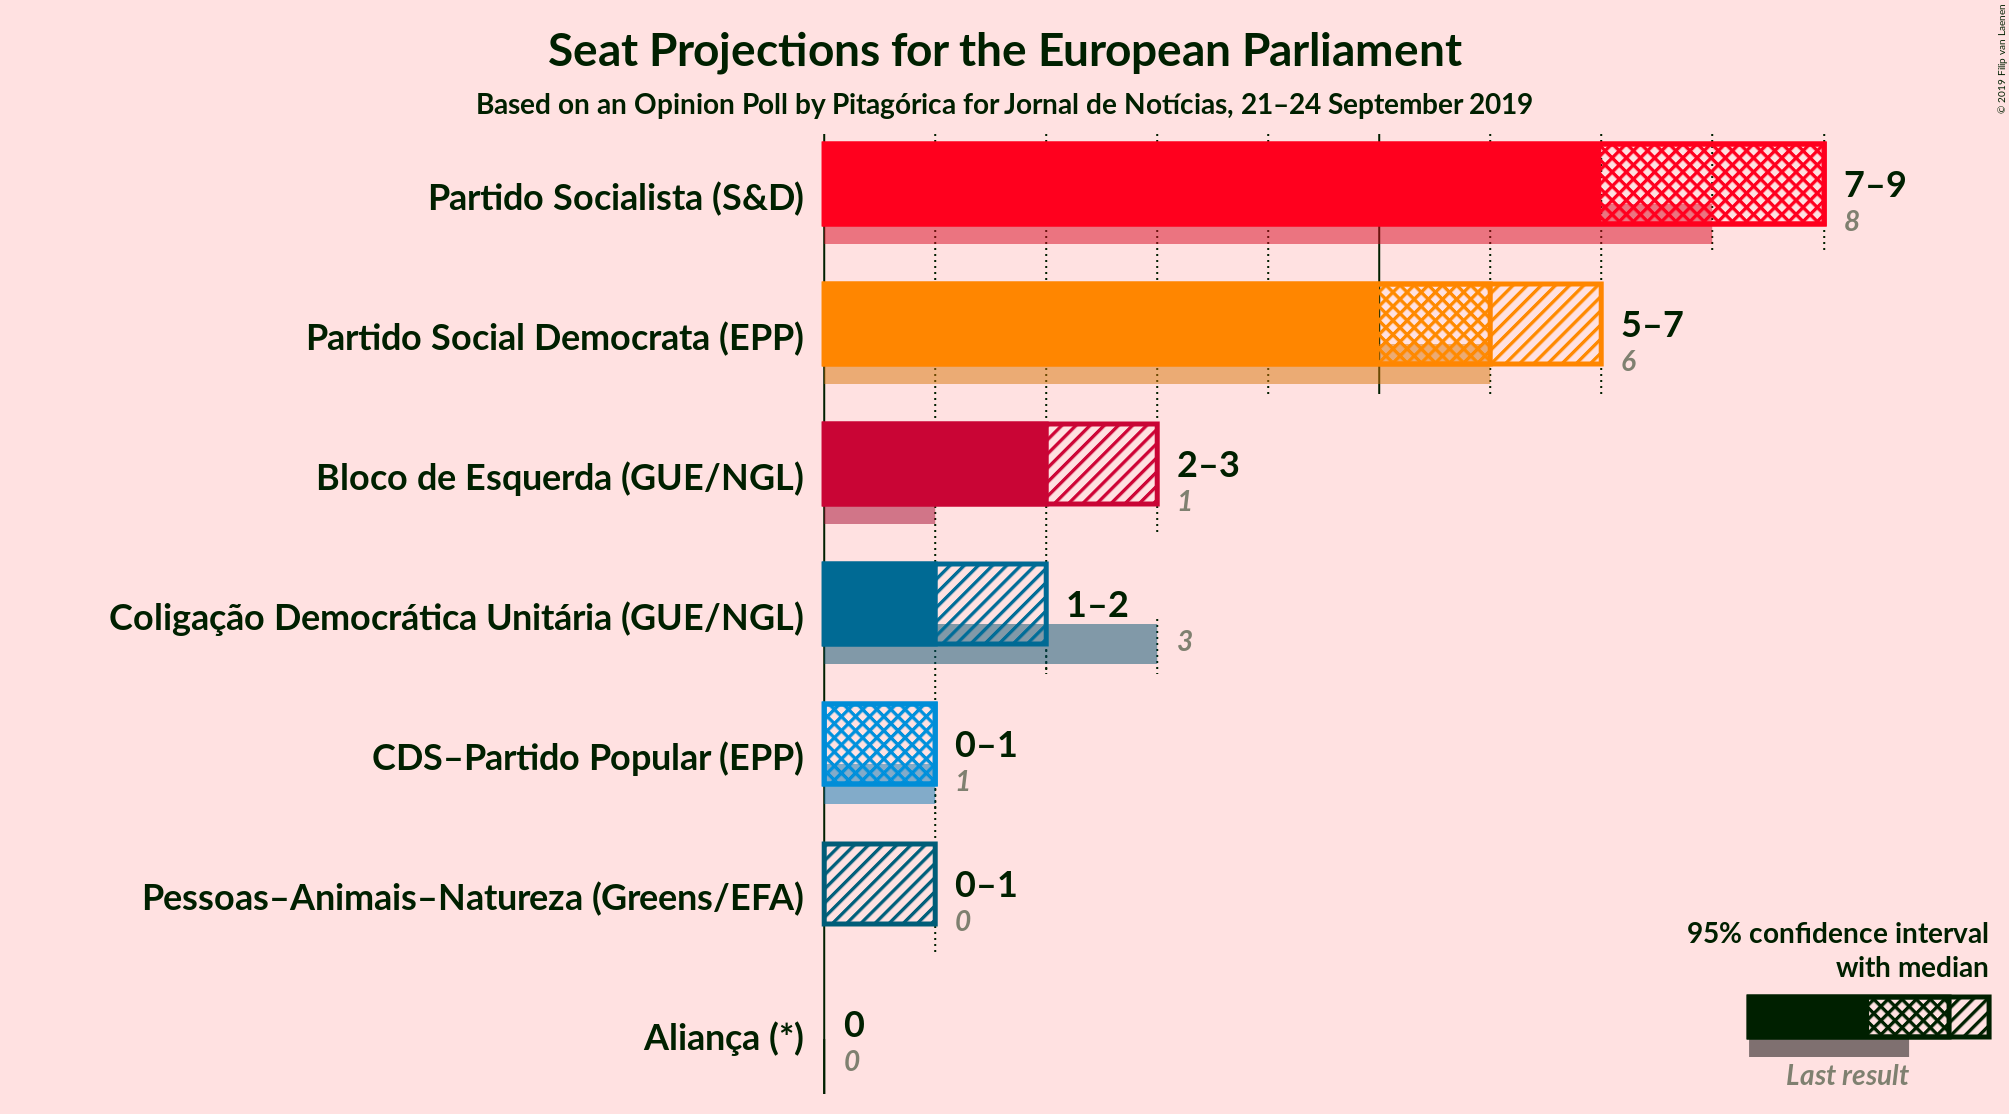 Seat Projections for the European Parliament
Based on an Opinion Poll by Pitagórica for Jornal de Notícias, 21–24 September 2019
© 2019 Filip van Laenen
Partido Socialista (S&D)
7–9
8
Partido Social Democrata (EPP)
5–7
6
Bloco de Esquerda (GUE/NGL)
2–3
1
Coligação Democrática Unitária (GUE/NGL)
1–2
3
CDS–Partido Popular (EPP)
0–1
1
Pessoas–Animais–Natureza (Greens/EFA)
0–1
0
Aliança (*)
0
0
95% confidence interval
with median
Last result